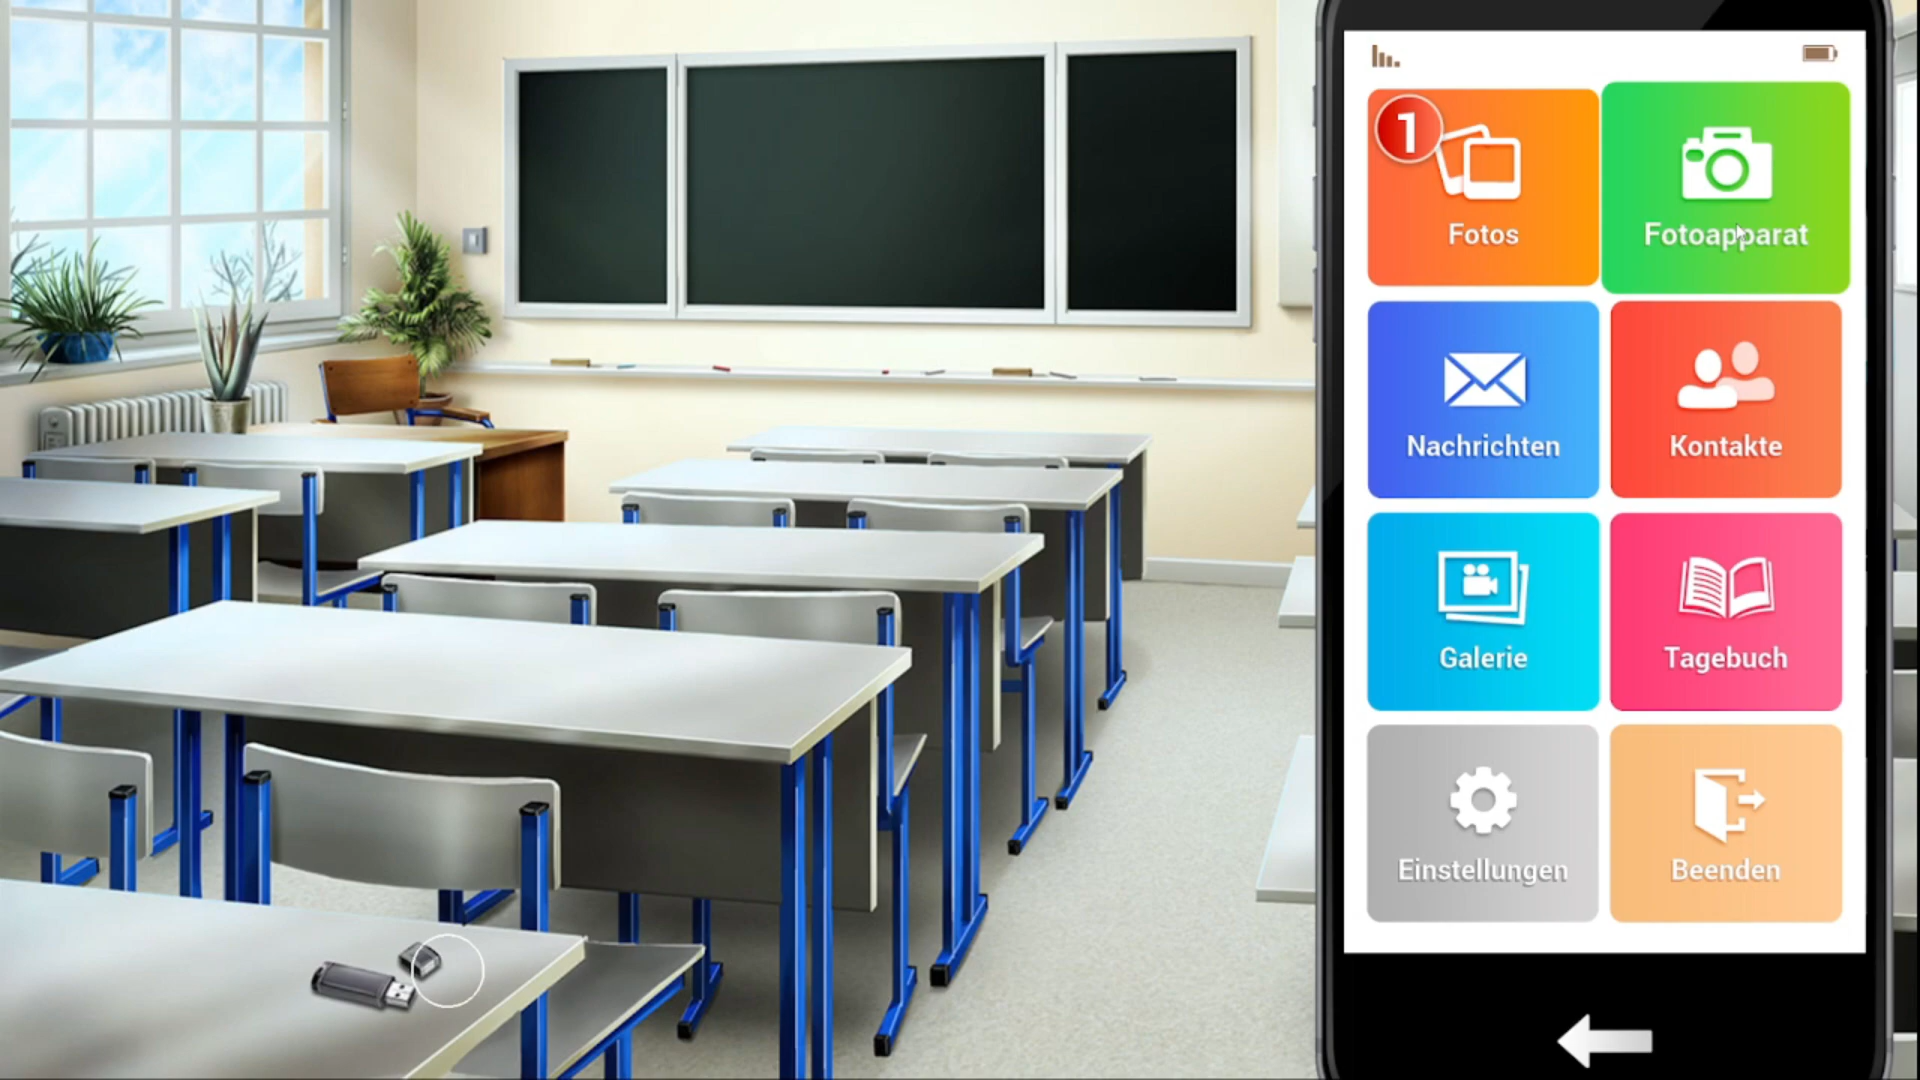 1
Fotos
Fotoapparat
Nachrichten
Kontakte
Galerie
Tagebuch
Einstellungen
Beenden